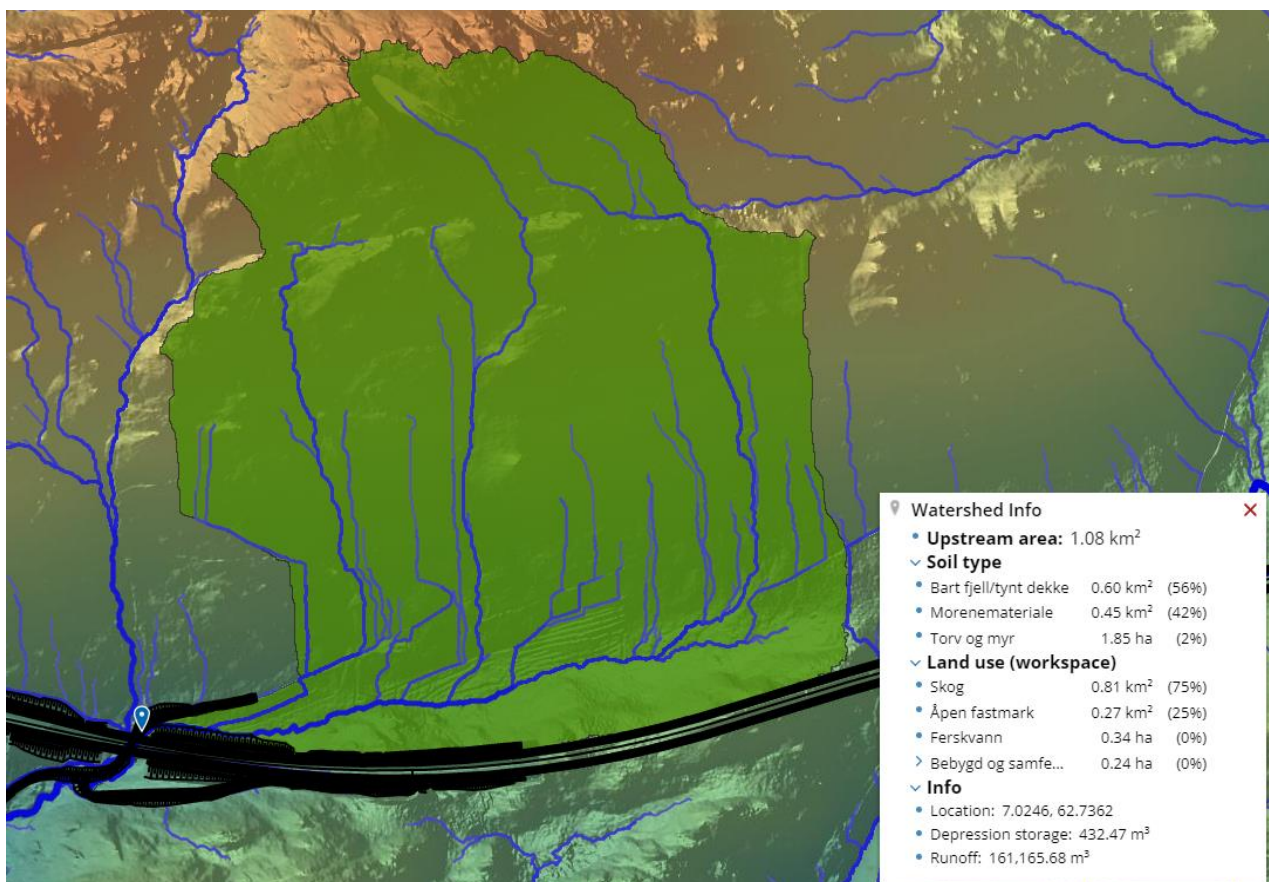 Watershed Info
Upstream area: 1.08 km²
Soil type
Bart fjell/tynt dekke 0.60 km² (56%)
Morenemateriale 0.45 km² (42%)
Torv og myr 1.85 ha (2%)
Land use (workspace)
Skog 0.81 km² (75%)
Åpen fastmark 0.27 km² (25%)
Ferskvann 0.34 ha (0%)
Bebygd og samfe... 0.24 ha (0%)
Info
Location: 7.0246, 62.7362
Depression storage: 432.47 m³
Runoff: 161,165.68 m³